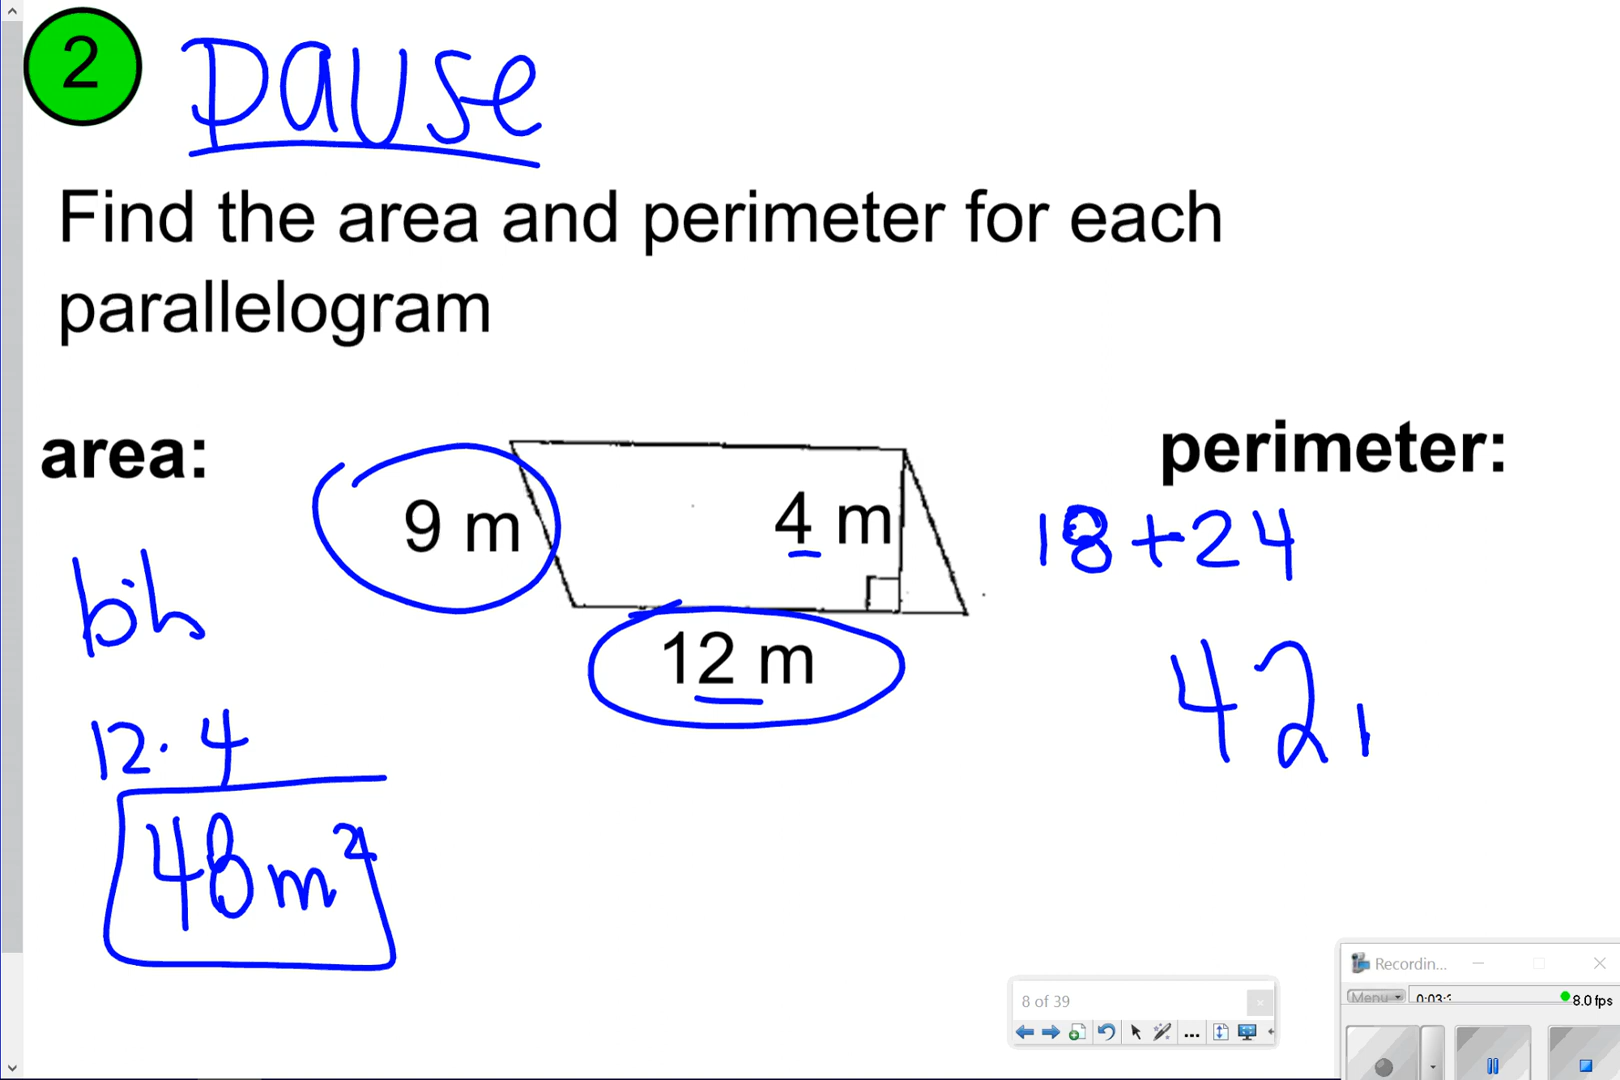 2 pause
Find the area and perimeter for each
parallelogram
area:
perimeter:
9 m
4 m
12 m
b·h
12·4
48m²
18+24
42
8 of 39
Recordin...
Menu
8.0 fps